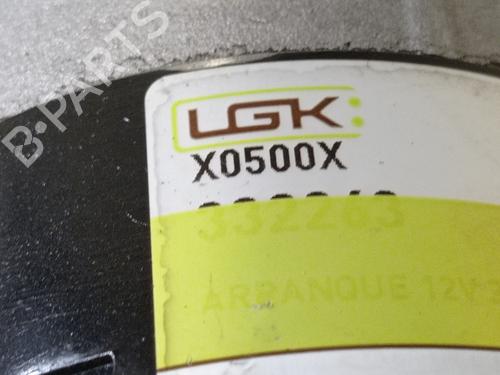 B-PARTS
LGK
X0500X
332263
ARRANQUE 12V